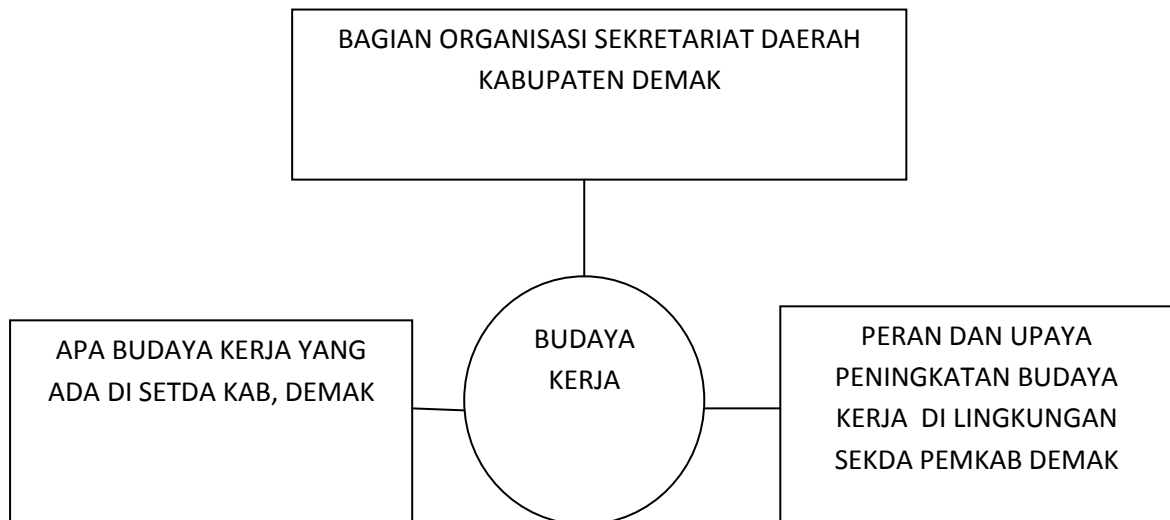 BAGIAN ORGANISASI SEKRETARIAT DAERAH
KABUPATEN DEMAK
APA BUDAYA KERJA YANG
ADA DI SETDA KAB, DEMAK
BUDAYA
KERJA
PERAN DAN UPAYA
PENINGKATAN BUDAYA
KERJA DI LINGKUNGAN
SEKDA PEMKAB DEMAK